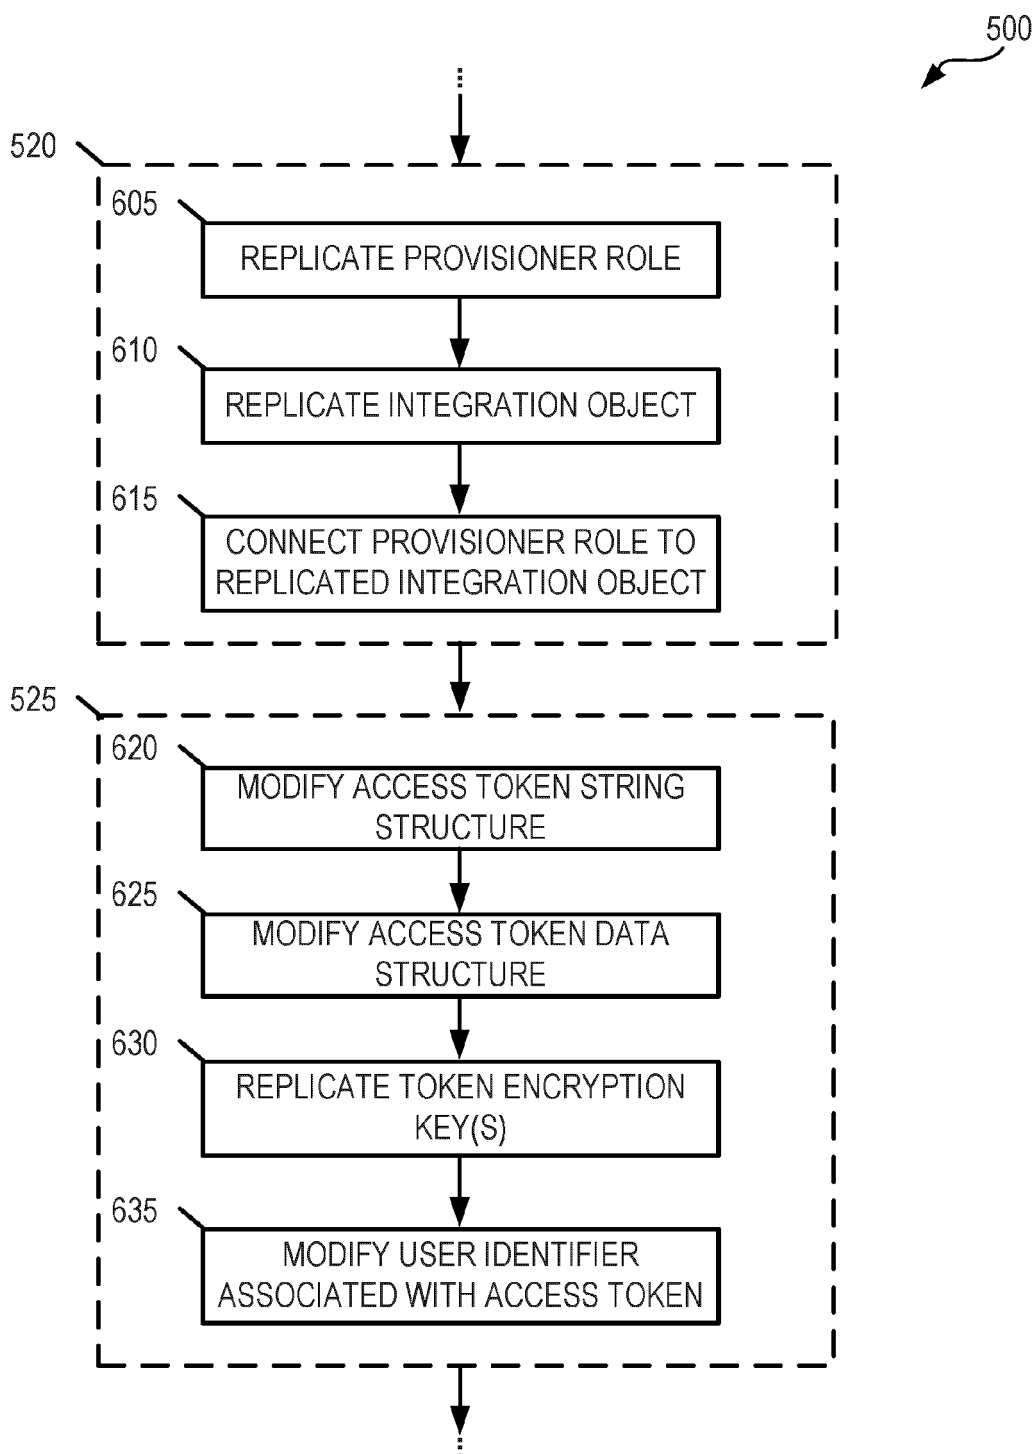 500
520
605
REPLICATE PROVISIONER ROLE
610
REPLICATE INTEGRATION OBJECT
615
CONNECT PROVISIONER ROLE TO
REPLICATED INTEGRATION OBJECT
525
620
MODIFY ACCESS TOKEN STRING
STRUCTURE
625
MODIFY ACCESS TOKEN DATA
STRUCTURE
630
REPLICATE TOKEN ENCRYPTION
KEY(S)
635
MODIFY USER IDENTIFIER
ASSOCIATED WITH ACCESS TOKEN